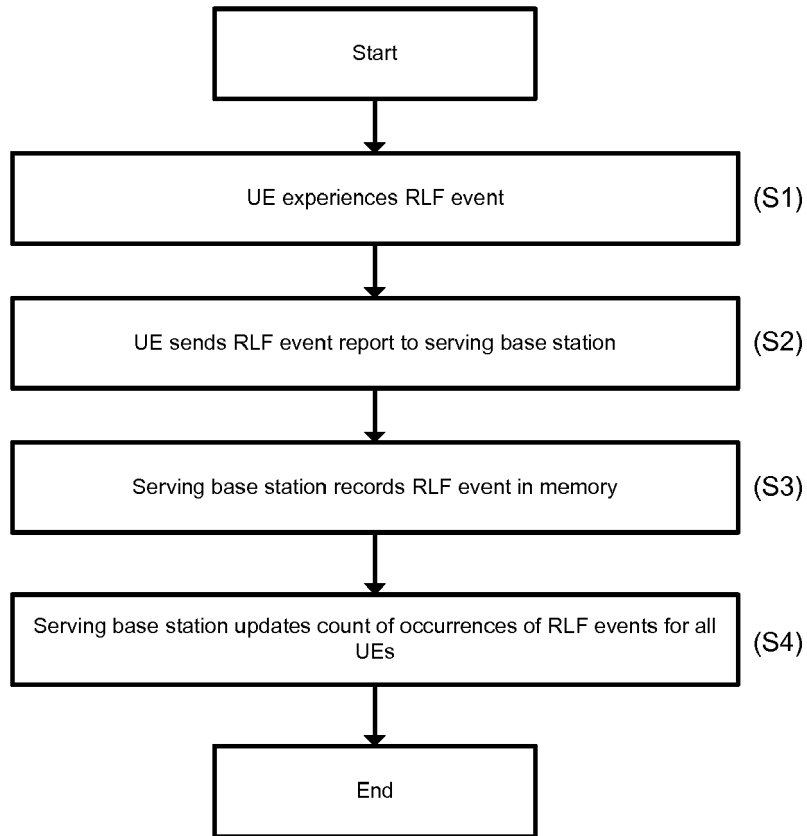 Start
UE experiences RLF event
(S1)
UE sends RLF event report to serving base station
(S2)
Serving base station records RLF event in memory
(S3)
Serving base station updates count of occurrences of RLF events for all
UEs
(S4)
End